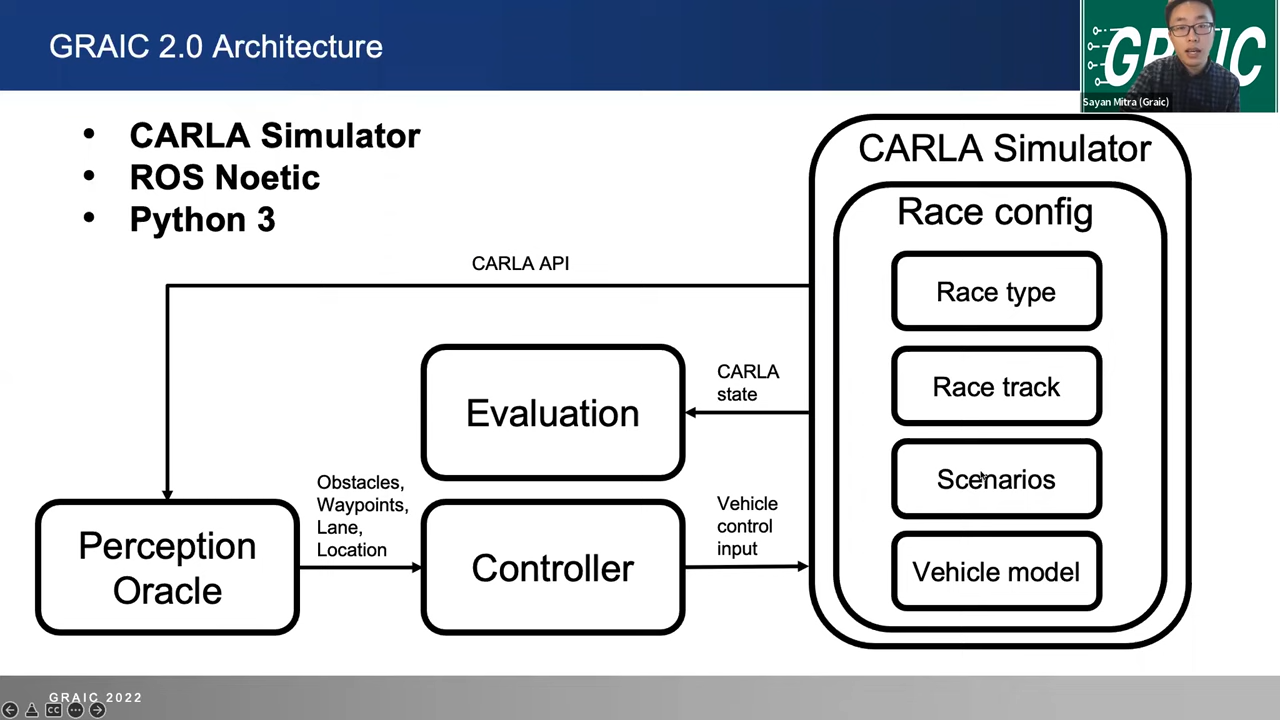 GRAIC 2.0 Architecture
GRAIC
Sayan Mitra (Graic)
• CARLA Simulator
• ROS Noetic
• Python 3
CARLA API
CARLA Simulator
Race config
Race type
Race track
Scenarios
Vehicle model
Evaluation
CARLA
state
Perception
Oracle
Obstacles,
Waypoints,
Lane,
Location
Controller
Vehicle
control
input
GRAIC 2022
CC